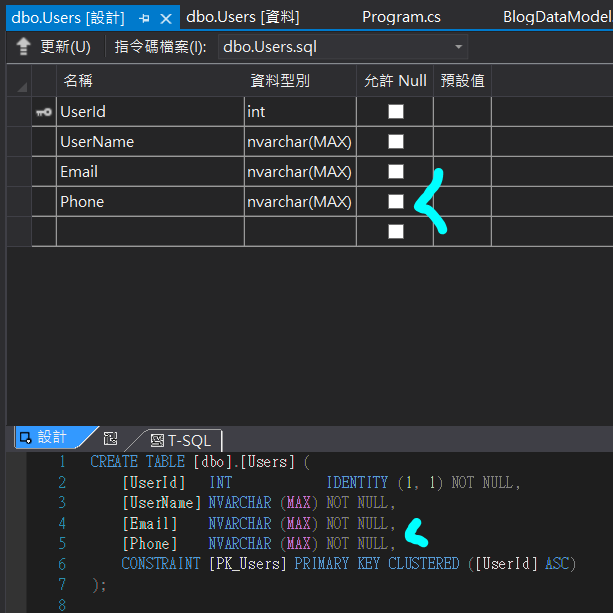 dbo.Users [設計]
dbo.Users [資料]
Program.cs
BlogDataModel
更新(U)
指令碼檔案(I):
dbo.Users.sql
名稱 資料型別 允許 Null 預設值
UserId int
UserName nvarchar(MAX)
Email nvarchar(MAX)
Phone nvarchar(MAX)
設計
T-SQL
1 CREATE TABLE [dbo].[Users] (
2 [UserId] INT IDENTITY (1, 1) NOT NULL,
3 [UserName] NVARCHAR (MAX) NOT NULL,
4 [Email] NVARCHAR (MAX) NOT NULL,
5 [Phone] NVARCHAR (MAX) NOT NULL,
6 CONSTRAINT [PK_Users] PRIMARY KEY CLUSTERED ([UserId] ASC)
7 );
8